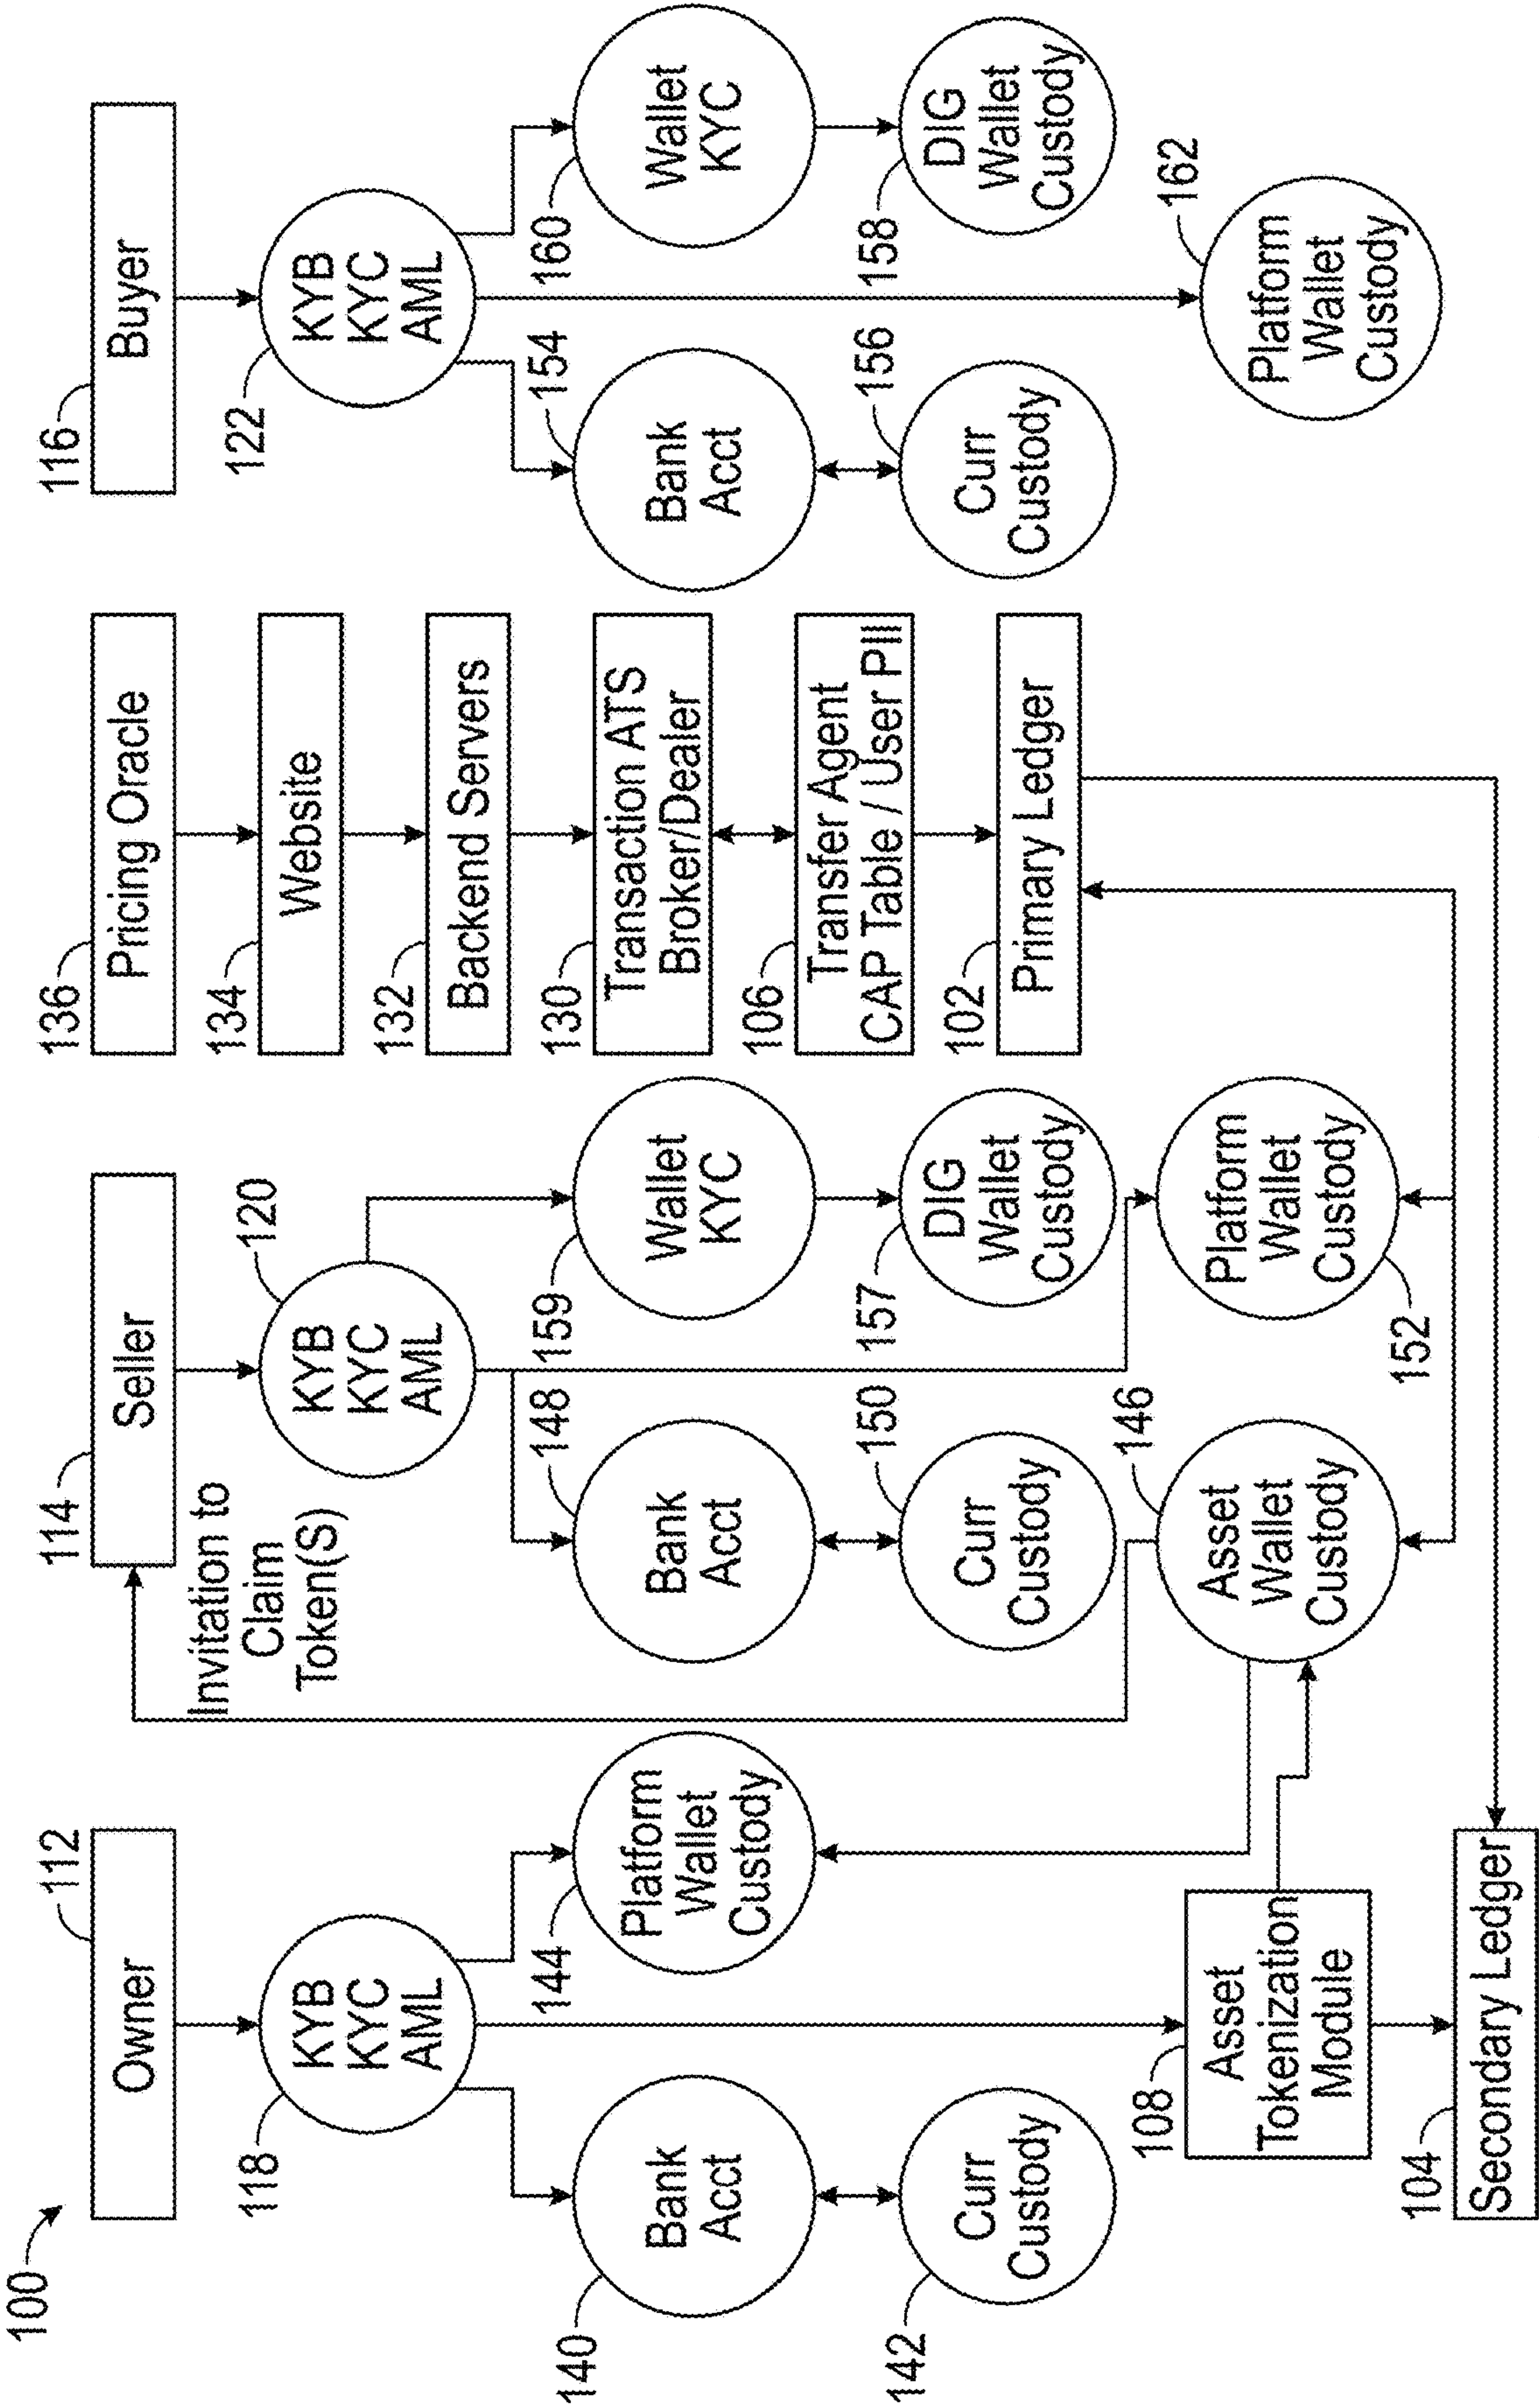 100
112
Owner
118
KYB
KYC
AML
140
Bank
Acct
142
Curr
Custody
144
Platform
Wallet
Custody
108
Asset
Tokenization
Module
104
Secondary Ledger
114
Seller
Invitation to
Claim
Token(S)
120
KYB
KYC
AML
148
Bank
Acct
150
Curr
Custody
146
Asset
Wallet
Custody
159
Wallet
KYC
157
DIG
Wallet
Custody
Platform
Wallet
Custody
152
136
Pricing Oracle
134
Website
132
Backend Servers
130
Transaction ATS
Broker/Dealer
106
Transfer Agent
CAP Table / User PII
102
Primary Ledger
116
Buyer
122
KYB
KYC
AML
154
Bank
Acct
156
Curr
Custody
160
Wallet
KYC
158
DIG
Wallet
Custody
162
Platform
Wallet
Custody